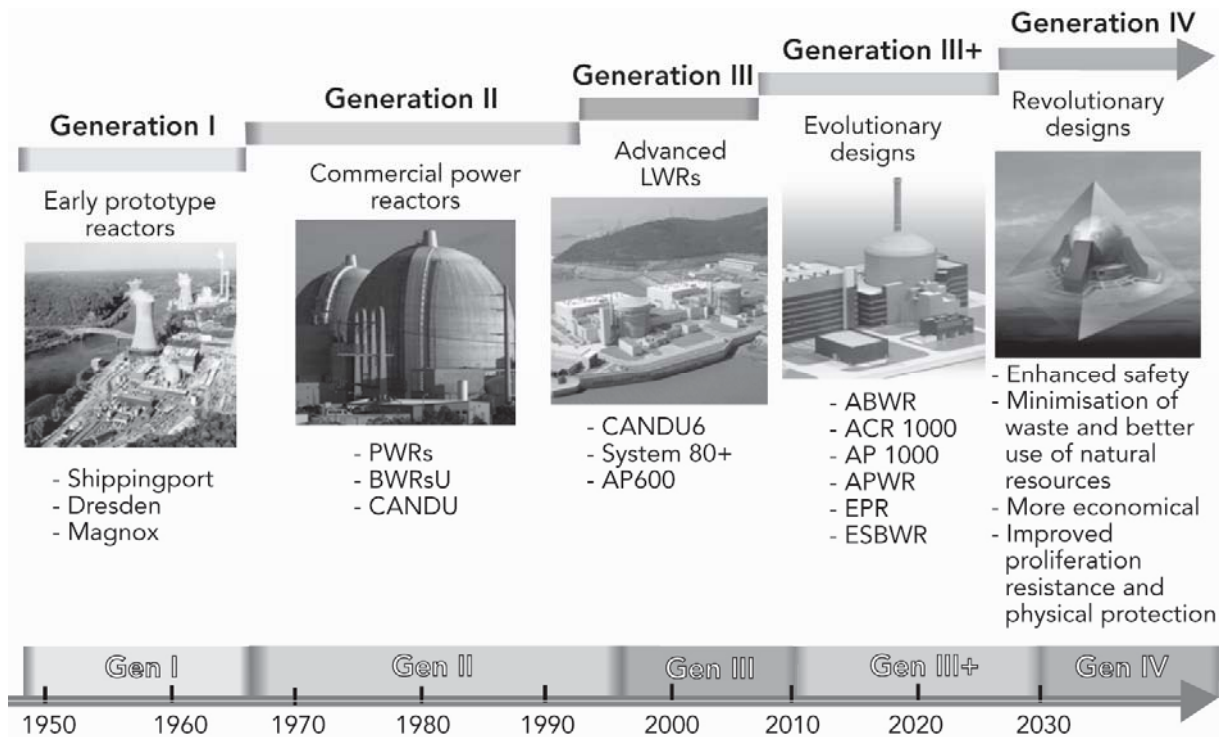 Generation I
Early prototype
reactors
- Shippingport
- Dresden
- Magnox
Generation II
Commercial power
reactors
- PWRs
- BWRsU
- CANDU
Generation III
Advanced
LWRs
- CANDU6
- System 80+
- AP600
Generation III+
Evolutionary
designs
- ABWR
- ACR 1000
- AP 1000
- APWR
- EPR
- ESBWR
Generation IV
Revolutionary
designs
- Enhanced safety
- Minimisation of
waste and better
use of natural
resources
- More economical
- Improved
proliferation
resistance and
physical protection
Gen I Gen II Gen III Gen III+ Gen IV
1950 1960 1970 1980 1990 2000 2010 2020 2030